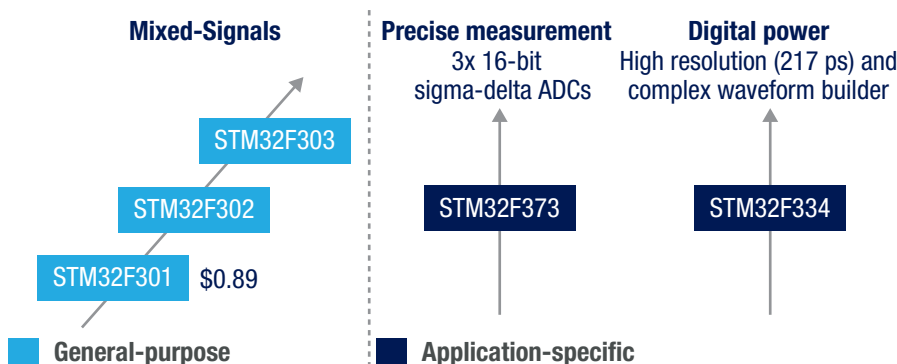 Mixed-Signals
STM32F303
STM32F302
STM32F301 $0.89
General-purpose
Precise measurement
3x 16-bit
sigma-delta ADCs
STM32F373
Digital power
High resolution (217 ps) and
complex waveform builder
STM32F334
Application-specific